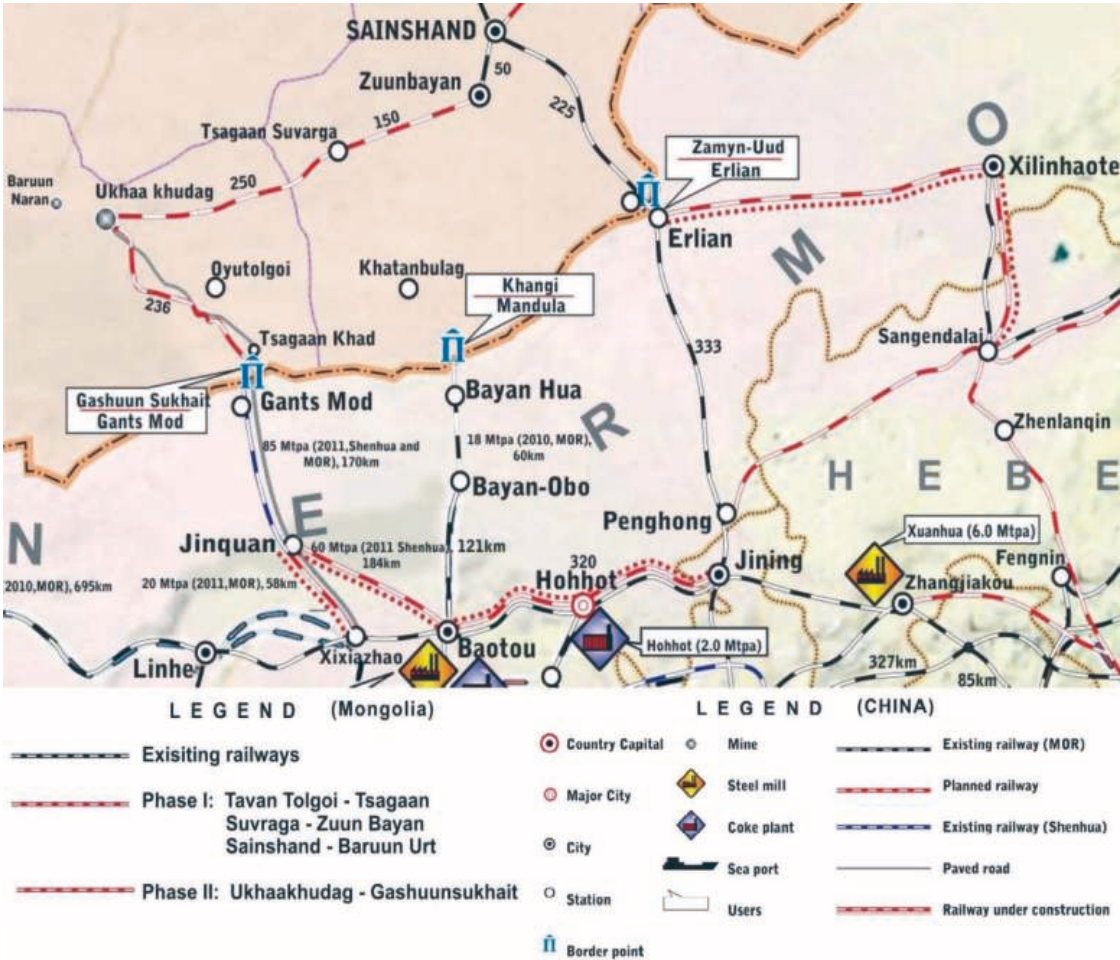 SAINSHAND
50
Zuunbayan
225
150
Tsagaan Suvarga
Zamyn-Uud
Erlian
O
Xilinhaote
Baruun
Naran
Ukhaa khudag
250
Erlian
M
Oyutolgoi
Khatanbulag
Khangi
Mandula
236
Tsagaan Khad
333
Sangendalai
Gashuun Sukhait
Gants Mod
Gants Mod
Bayan Hua
85 Mtpa (2011,Shenhua and
MOR), 170km
18 Mtpa (2010, MOR),
60km
R
Zhenlanqin
Bayan-Obo
H E B E
N
E
Penghong
Xuanhua (6.0 Mtpa)
Jinquan
60 Mtpa (2011 Shenhua),
184km
121km
2010,MOR), 695km
20 Mtpa (2011,MOR), 58km
320
Hohhot
Jining
Fengnin
Zhangjiakou
Linhe
Xixiazhao
Baotou
Hohhot (2.0 Mtpa)
327km
85km
LEGEND (Mongolia)
Exisiting railways
Phase I: Tavan Tolgoi - Tsagaan
Suvraga - Zuun Bayan
Sainshand - Baruun Urt
Phase II: Ukhaakhudag - Gashuunsukhait
LEGEND (CHINA)
Country Capital
Major City
City
Station
Border point
Mine
Steel mill
Coke plant
Sea port
Users
Existing railway (MOR)
Planned railway
Existing railway (Shenhua)
Paved road
Railway under construction